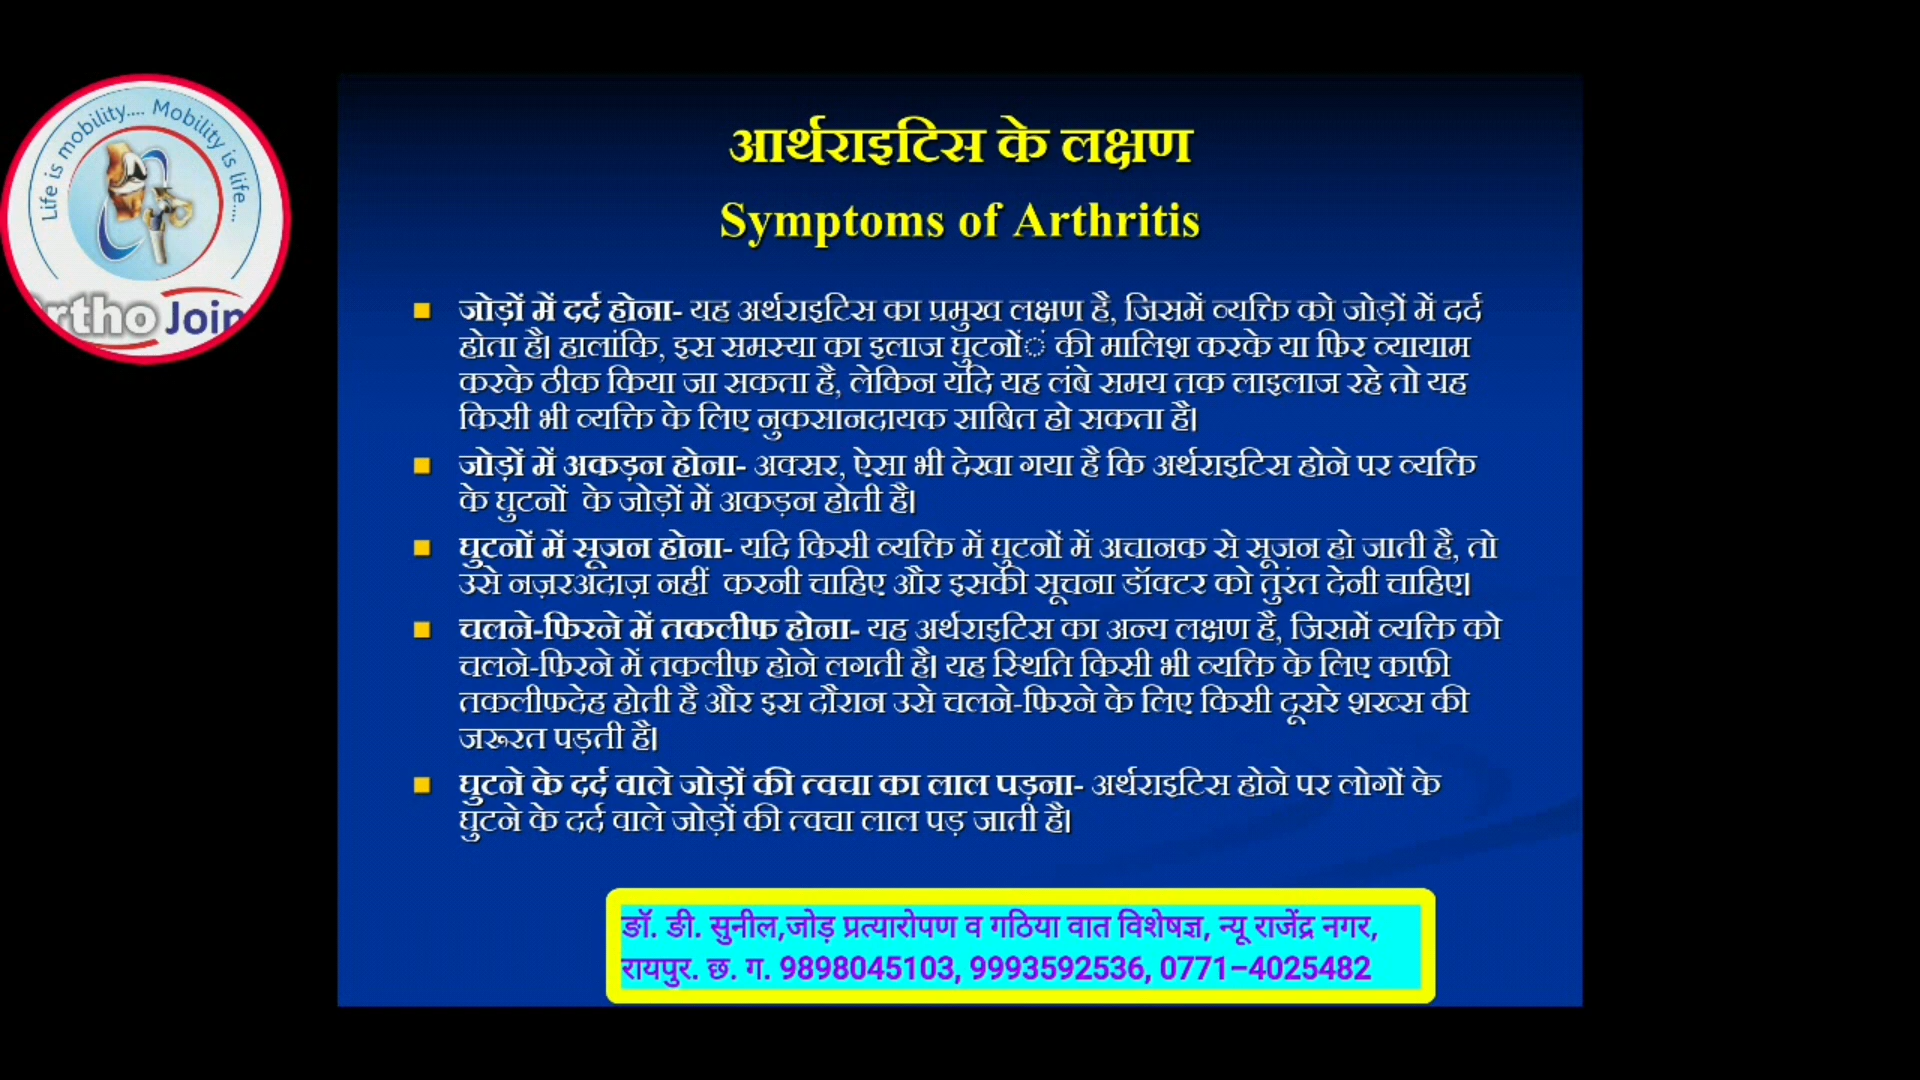 Life is mobility.... Mobility is life....
Join
आर्थराइटिस के लक्षण
Symptoms of Arthritis
जोड़ों में दर्द होना- यह अर्थराइटिस का प्रमुख लक्षण है, जिसमें व्यक्ति को जोड़ों में दर्द
होता है। हालांकि, इस समस्या का इलाज घुटनोंं की मालिश करके या फिर व्यायाम
करके ठीक किया जा सकता है, लेकिन यदि यह लंबे समय तक लाइलाज रहे तो यह
किसी भी व्यक्ति के लिए नुकसानदायक साबित हो सकता है।
जोड़ों में अकड़न होना- अक्सर, ऐसा भी देखा गया है कि अर्थराइटिस होने पर व्यक्ति
के घुटनों के जोड़ों में अकड़न होती है।
घुटनों में सूजन होना- यदि किसी व्यक्ति में घुटनों में अचानक से सूजन हो जाती है, तो
उसे नज़रअदाज़ नहीं करनी चाहिए और इसकी सूचना डॉक्टर को तुरंत देनी चाहिए।
चलने-फिरने में तकलीफ होना- यह अर्थराइटिस का अन्य लक्षण है, जिसमें व्यक्ति को
चलने-फिरने में तकलीफ़ होने लगती है। यह स्थिति किसी भी व्यक्ति के लिए काफी
तकलीफदेह होती है और इस दौरान उसे चलने-फिरने के लिए किसी दूसरे शख्स की
जरूरत पड़ती है।
घुटने के दर्द वाले जोड़ों की त्वचा का लाल पड़ना- अर्थराइटिस होने पर लोगों के
घुटने के दर्द वाले जोड़ों की त्वचा लाल पड़ जाती है।
डॉ. डी. सुनील,जोड़ प्रत्यारोपण व गठिया वात विशेषज्ञ, न्यू राजेंद्र नगर,
रायपुर. छ. ग. 9898045103, 9993592536, 0771–4025482